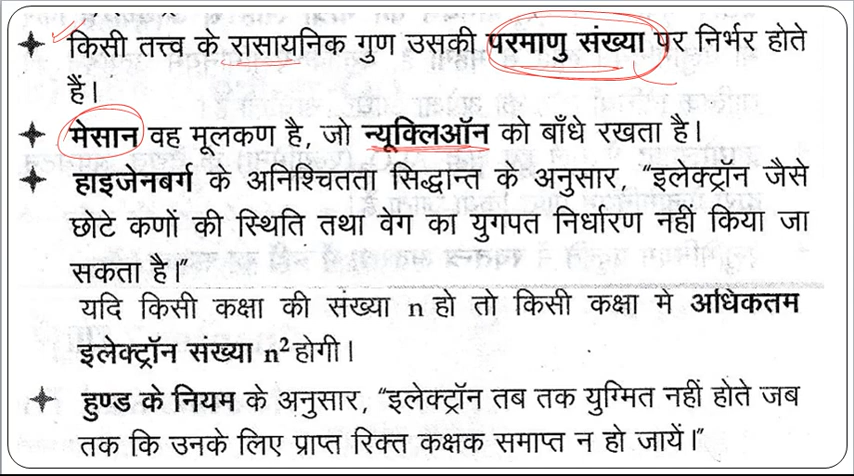 किसी तत्त्व के रासायनिक गुण उसकी परमाणु संख्या पर निर्भर होते
हैं।
मेसान वह मूलकण है, जो न्यूक्लिऑन को बाँधे रखता है।
हाइजेनबर्ग के अनिश्चितता सिद्धान्त के अनुसार, “इलेक्ट्रान जैसे
छोटे कणों की स्थिति तथा वेग का युगपत निर्धारण नहीं किया जा
सकता है।”
यदि किसी कक्षा की संख्या n हो तो किसी कक्षा मे अधिकतम
इलेक्ट्रॉन संख्या n² होगी।
हुण्ड के नियम के अनुसार, “इलेक्ट्रॉन तब तक युग्मित नहीं होते जब
तक कि उनके लिए प्राप्त रिक्त कक्षक समाप्त न हो जायें।”